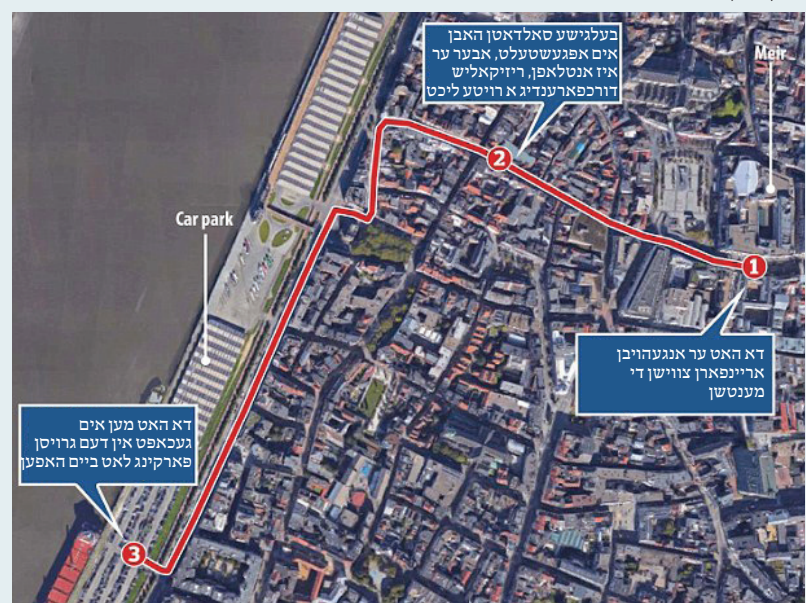 בעלגישע סאלדאטן האבן
אים אפגעשטעלט, אבער ער
איז אנטלאפן, ריזיקאליש
דורכפארענדיג א רויטע ליכט
Meir
2
Car park
1
דא האט ער אנגעהויבן
אריינפארן צווישן די
מענטשן
דא האט מען אים
געכאפט אין דעם גרויסן
פארקינג לאט ביים האפען
3